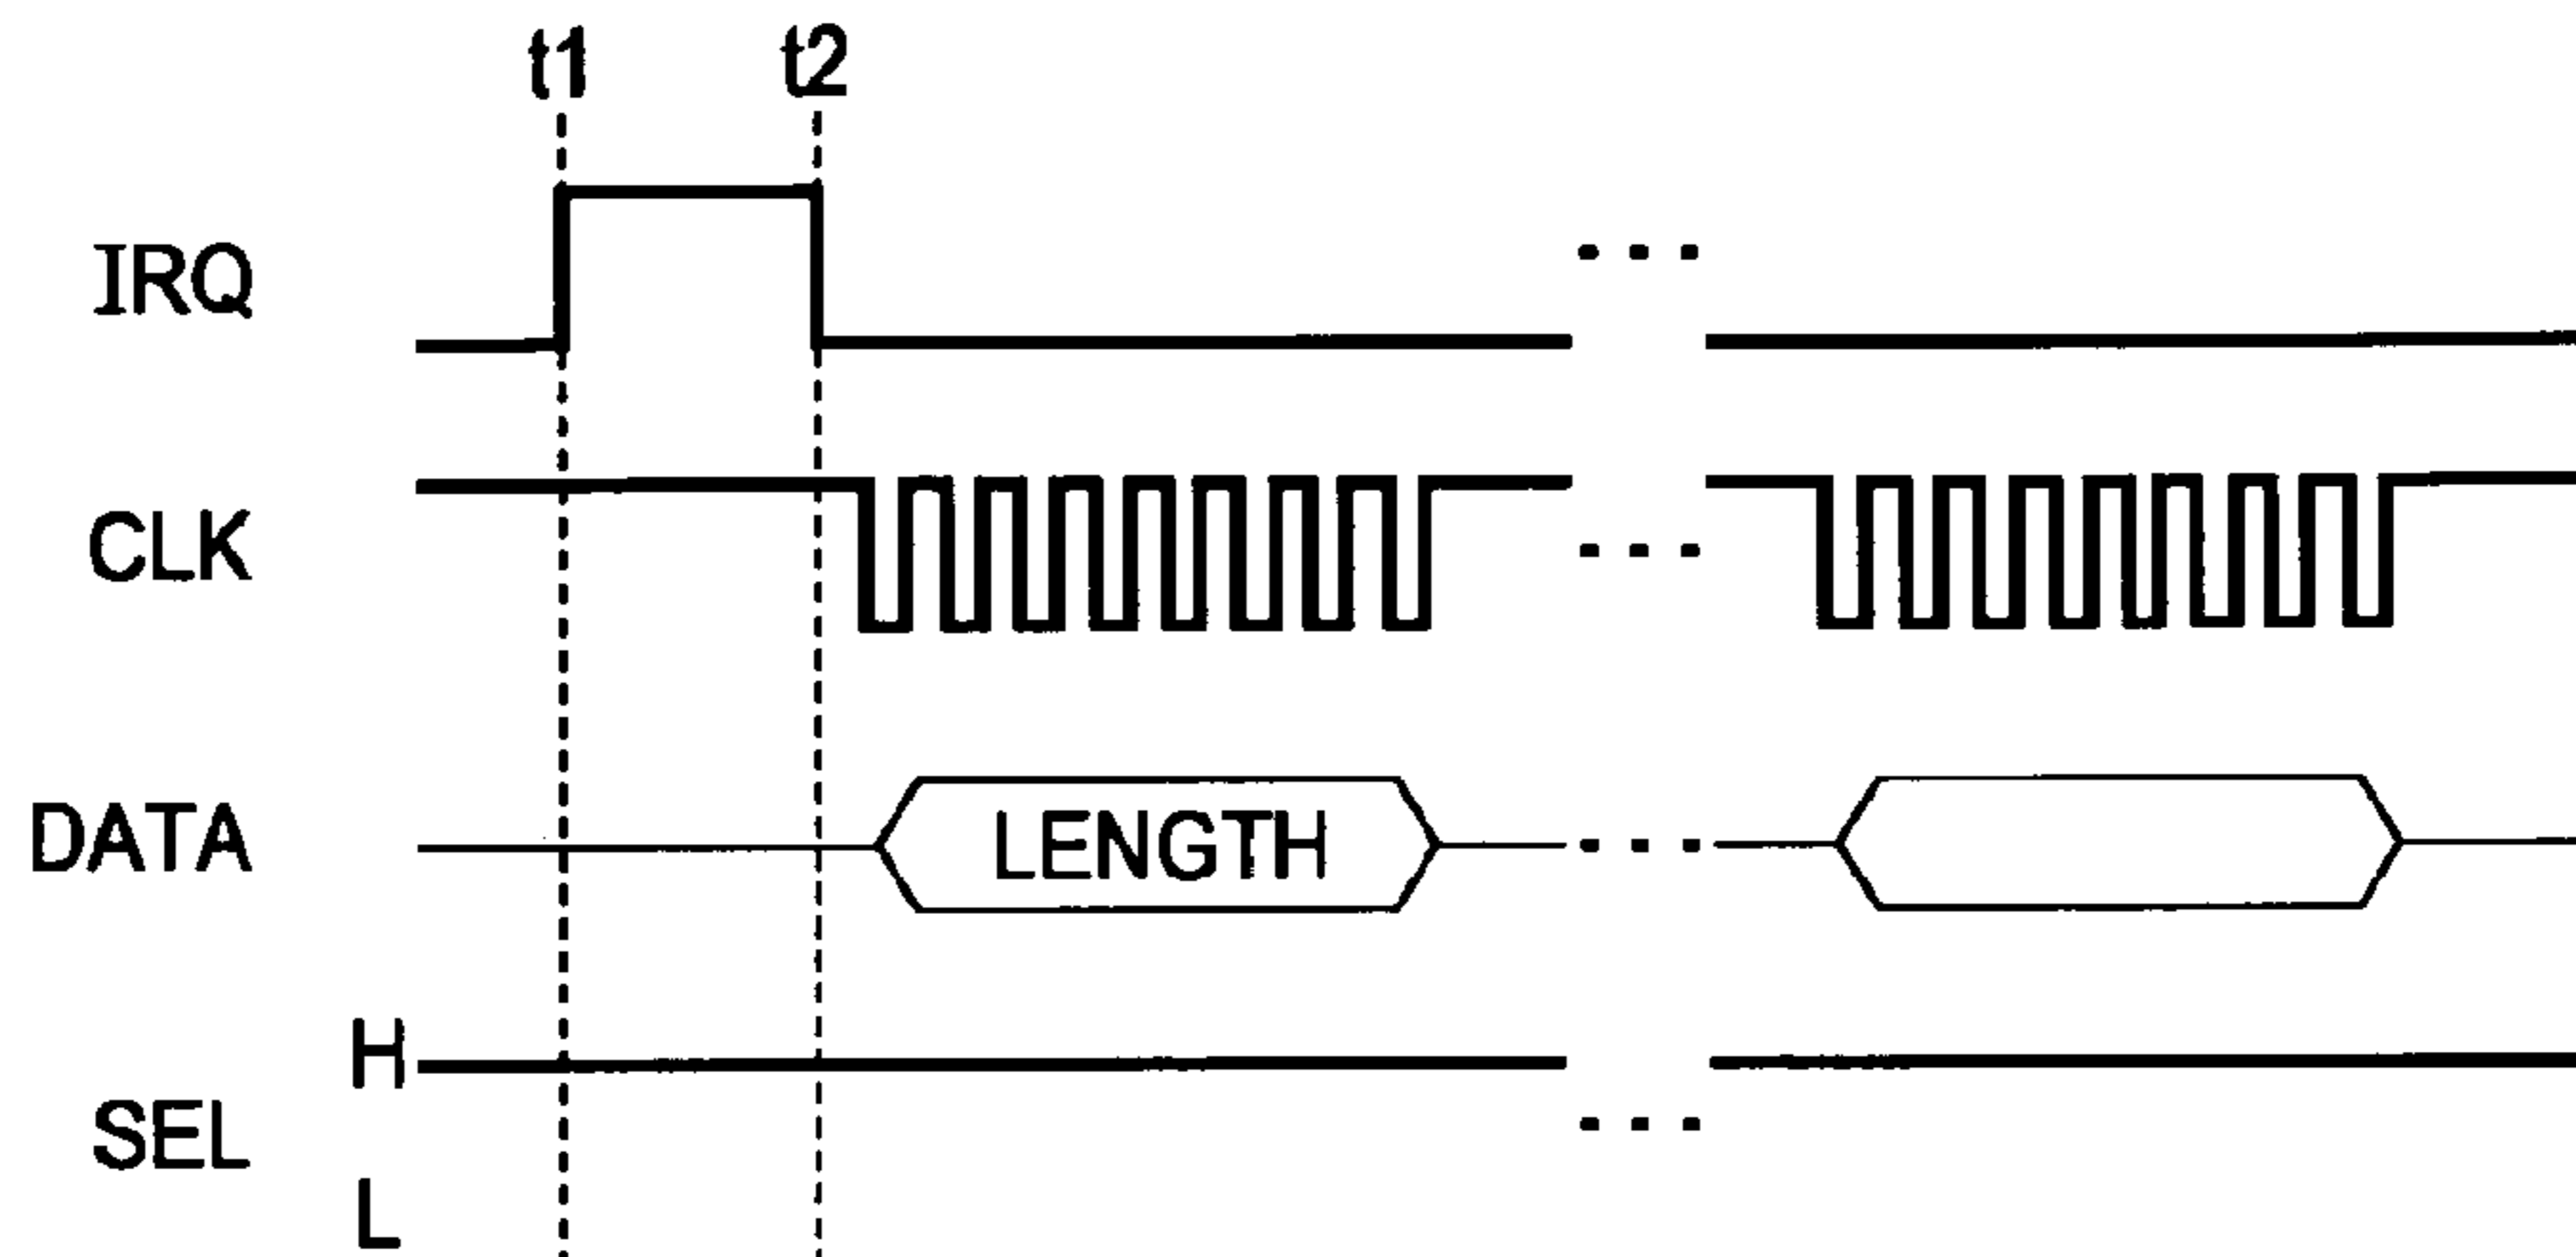 t1 t2
IRQ
CLK
DATA
LENGTH
H
SEL
L